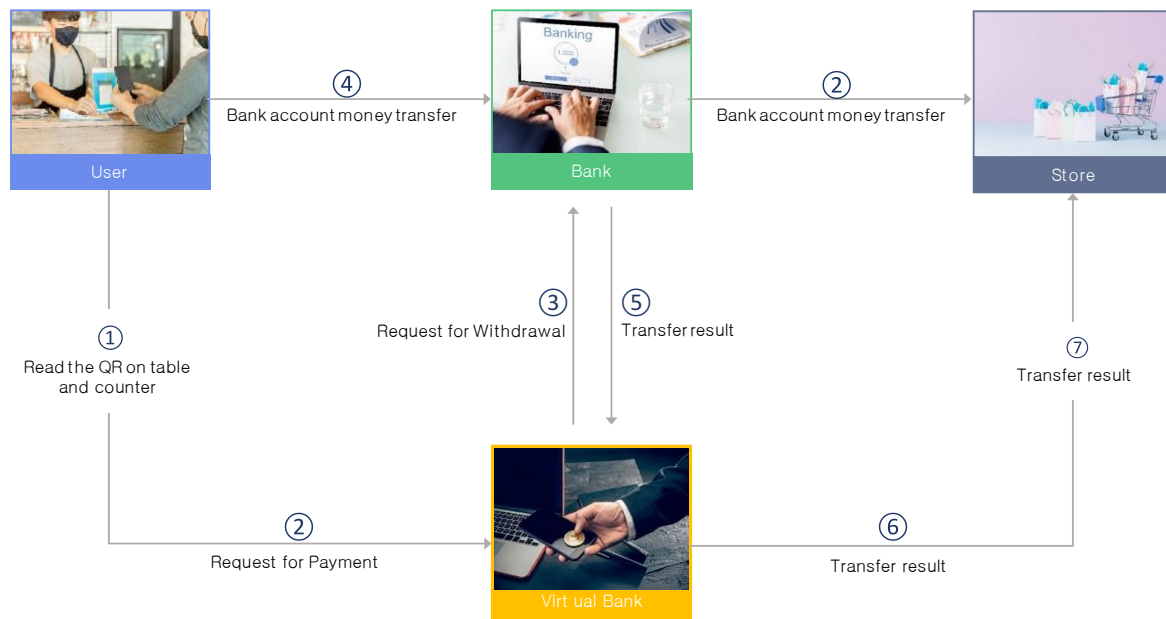 Banking
1,000
④
Bank account money transfer
②
Bank account money transfer
User
Bank
Store
③
Request for Withdrawal
⑤
Transfer result
①
Read the QR on table
and counter
⑦
Transfer result
②
Request for Payment
⑥
Transfer result
Virt ual Bank